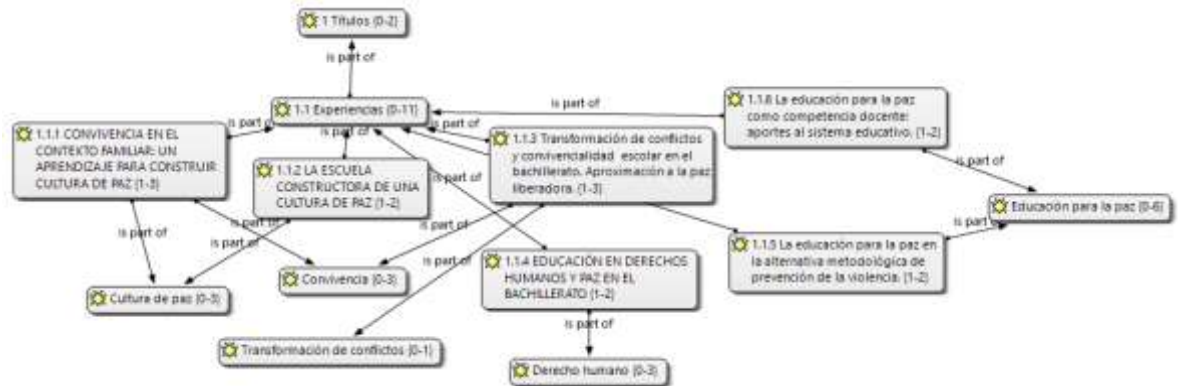 1 Títulos {0-2}
is part of
1.1 Experiencias {0-11}
is part of
1.1.6 La educación para la paz
como competencia docente:
aportes al sistema educativo. {1-2}
is part of
is part of
is part of
1.1.1 CONVIVENCIA EN EL
CONTEXTO FAMILIAR: UN
APRENDIZAJE PARA CONSTRUIR
CULTURA DE PAZ {1-3}
1.1.3 Transformación de conflictos
y convivencialidad escolar en el
bachillerato. Aproximación a la paz
liberadora. {1-3}
1.1.2 LA ESCUELA
CONSTRUCTORA DE UNA
CULTURA DE PAZ {1-2}
is part of
is part of
Educación para la paz {0-6}
is part of
is part of
is part of
is part of
is part of
1.1.5 La educación para la paz en
la alternativa metodológica de
prevención de la violencia. {1-2}
is part of
1.1.4 EDUCACIÓN EN DERECHOS
HUMANOS Y PAZ EN EL
BACHILLERATO {1-2}
Convivencia {0-3}
Cultura de paz {0-3}
is part of
Transformación de conflictos {0-1}
Derecho humano {0-3}